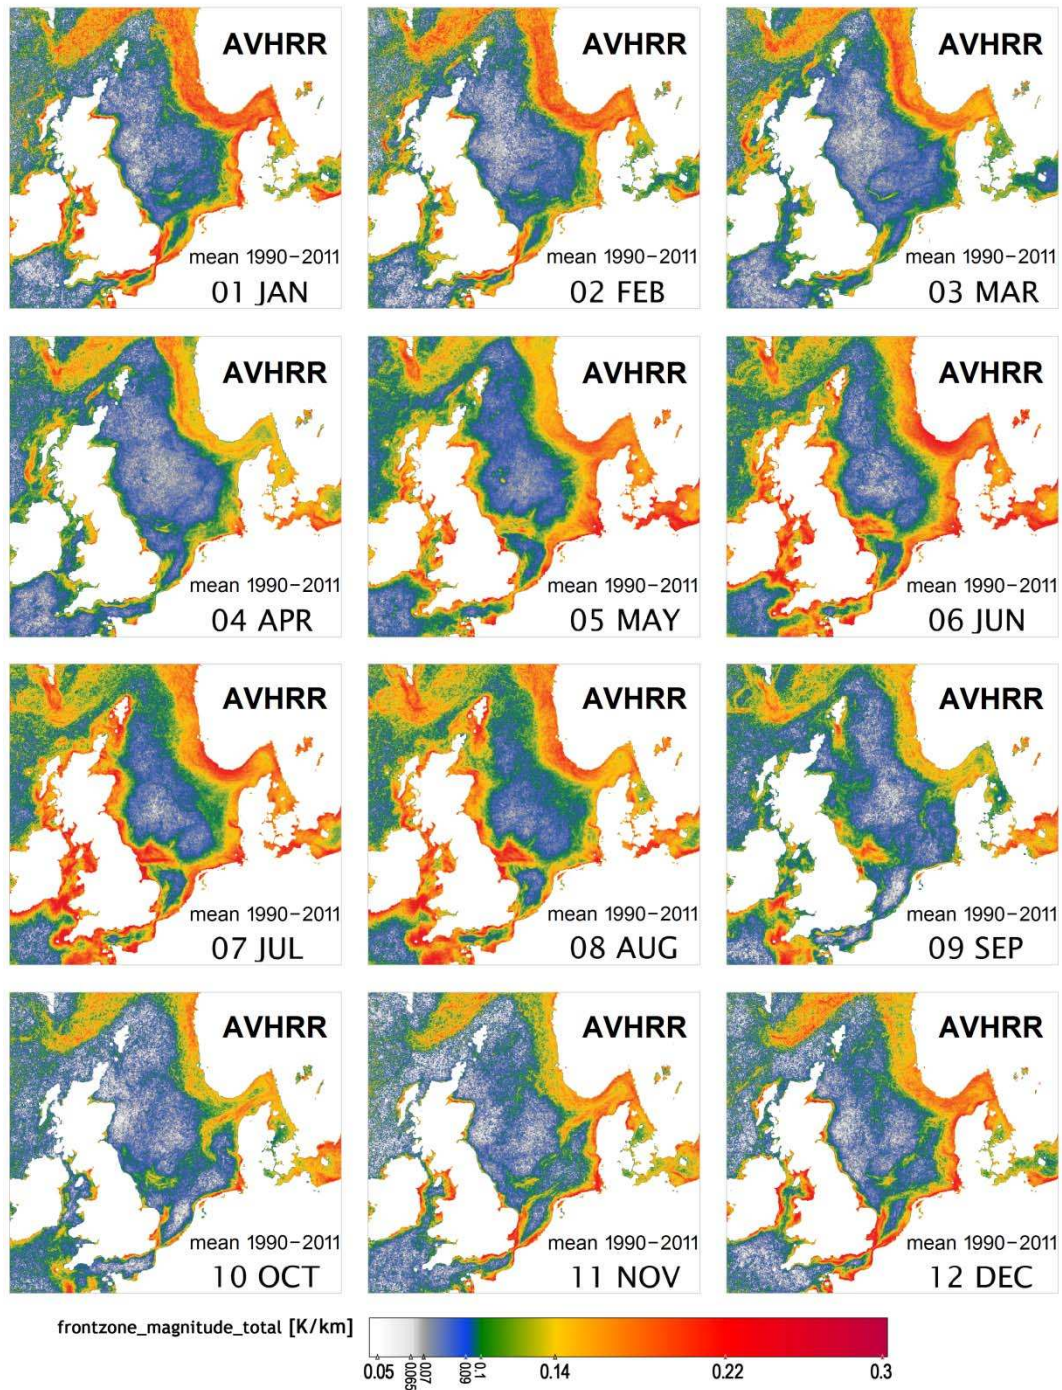 AVHRR
mean 1990–2011
01 JAN
AVHRR
mean 1990–2011
02 FEB
AVHRR
mean 1990–2011
03 MAR
AVHRR
mean 1990–2011
04 APR
AVHRR
mean 1990–2011
05 MAY
AVHRR
mean 1990–2011
06 JUN
AVHRR
mean 1990–2011
07 JUL
AVHRR
mean 1990–2011
08 AUG
AVHRR
mean 1990–2011
09 SEP
AVHRR
mean 1990–2011
10 OCT
AVHRR
mean 1990–2011
11 NOV
AVHRR
mean 1990–2011
12 DEC
frontzone_magnitude_total [K/km]
0.05 0.065 0.07 0.09 0.1 0.14 0.22 0.3